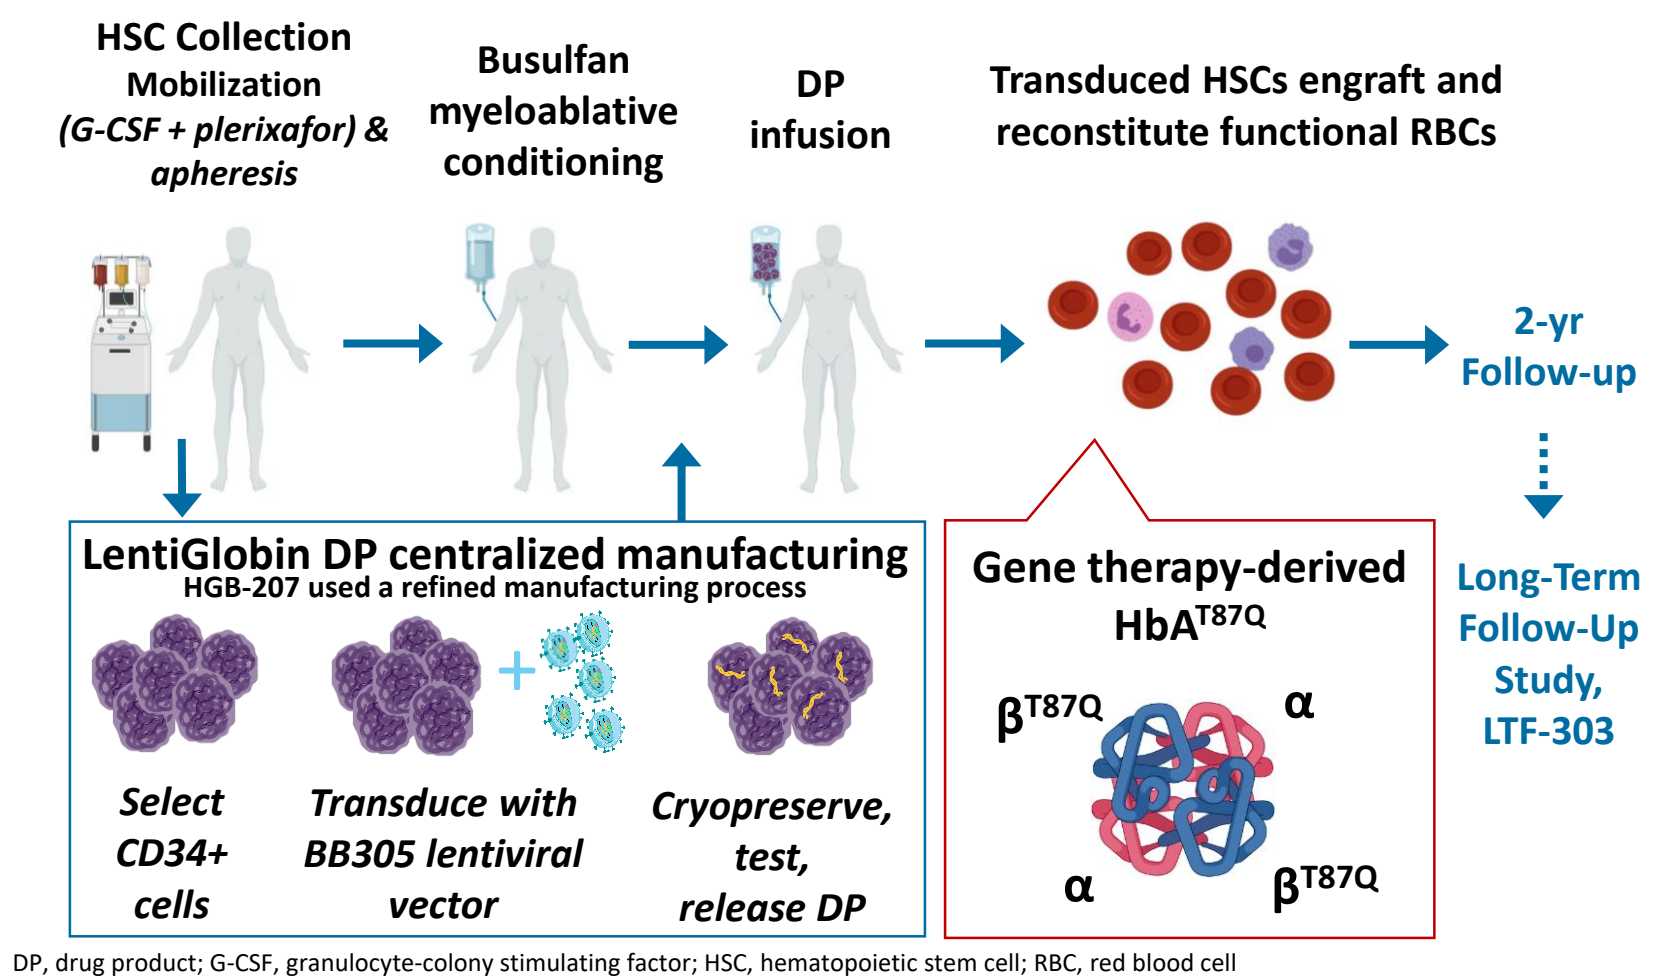 HSC Collection
Mobilization
(G-CSF + plerixafor) &
apheresis
Busulfan
myeloablative
conditioning
DP
infusion
Transduced HSCs engraft and
reconstitute functional RBCs
2-yr
Follow-up
LentiGlobin DP centralized manufacturing
HGB-207 used a refined manufacturing process
Select
CD34+
cells
Transduce with
BB305 lentiviral
vector
Cryopreserve,
test,
release DP
Gene therapy-derived
HbAT87Q
βT87Q
α
α
βT87Q
Long-Term
Follow-Up
Study,
LTF-303
DP, drug product; G-CSF, granulocyte-colony stimulating factor; HSC, hematopoietic stem cell; RBC, red blood cell